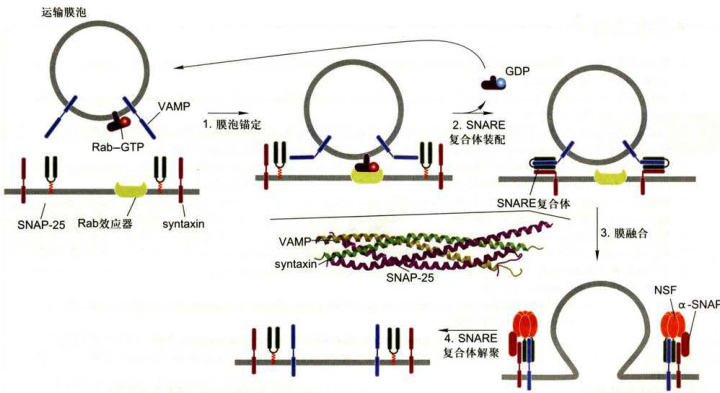 运输膜泡
VAMP
Rab–GTP
SNAP-25
Rab效应器
syntaxin
1. 膜泡锚定
GDP
2. SNARE
复合体装配
SNARE复合体
VAMP
syntaxin
SNAP-25
3. 膜融合
NSF
α-SNAP
4. SNARE
复合体解聚